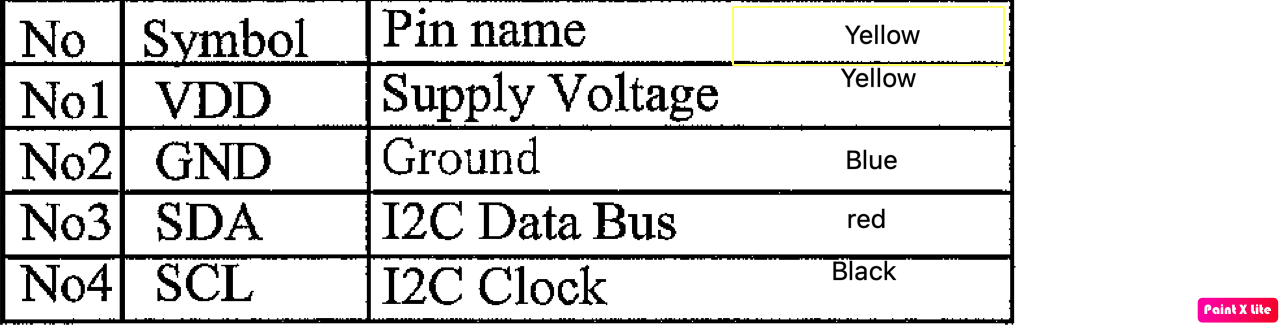 No Symbol Pin name Yellow
No1 VDD Supply Voltage Yellow
No2 GND Ground Blue
No3 SDA I2C Data Bus red
No4 SCL I2C Clock Black
Paint X Lite